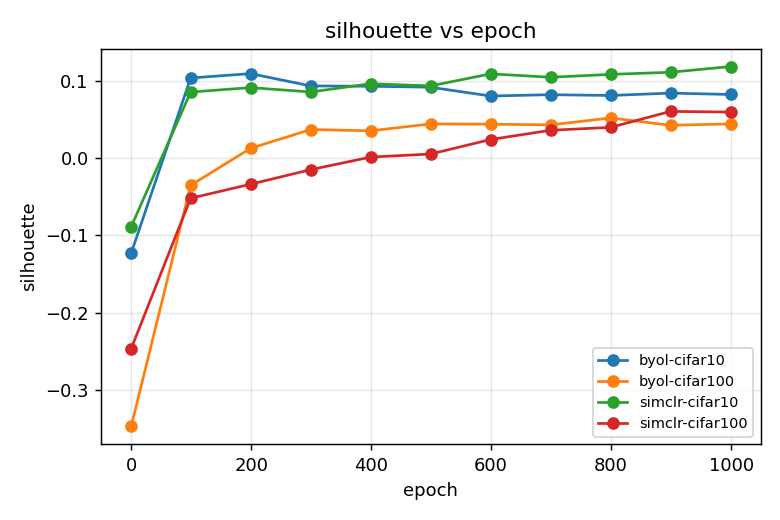 silhouette vs epoch
silhouette
0.1
0.0
−0.1
−0.2
−0.3
0 200 400 600 800 1000
epoch
byol-cifar10
byol-cifar100
simclr-cifar10
simclr-cifar100